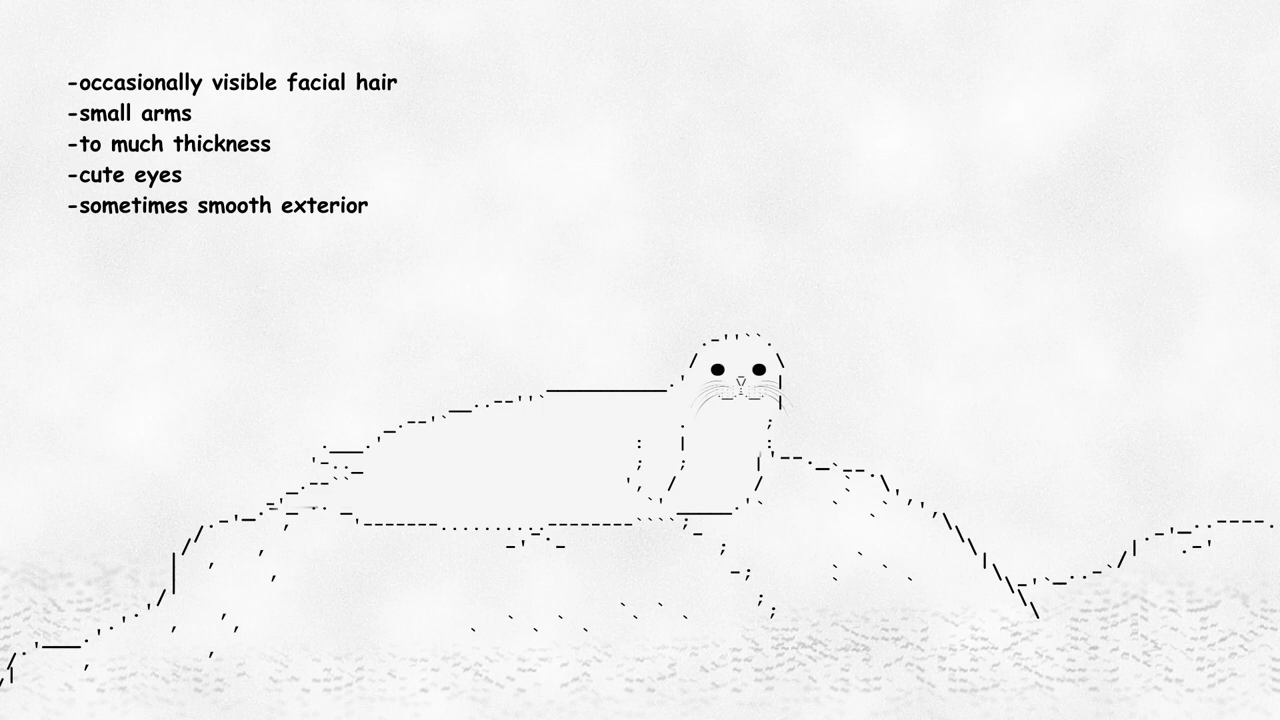 -occasionally visible facial hair
-small arms
-to much thickness
-cute eyes
-sometimes smooth exterior